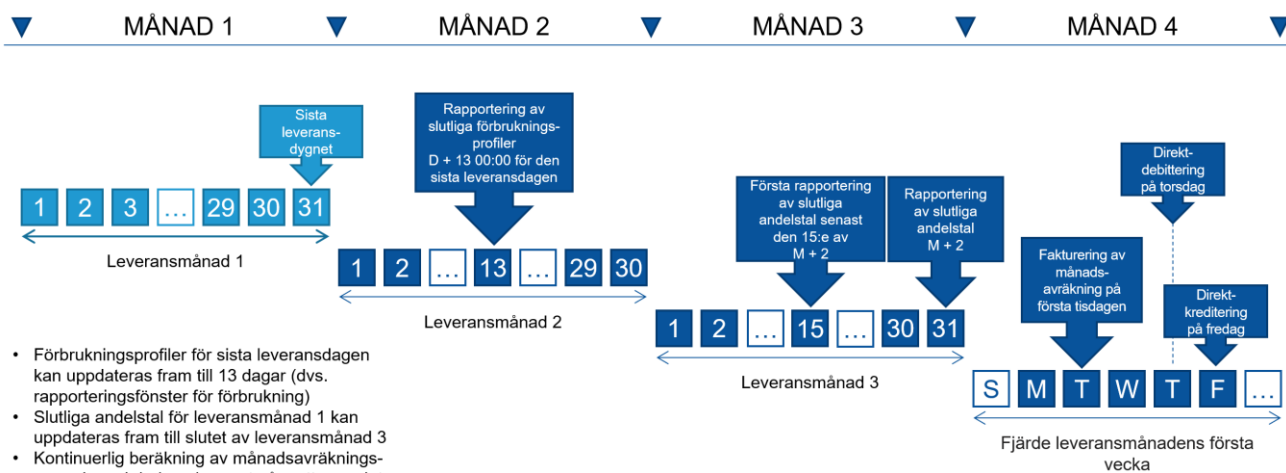 MÅNAD 1
MÅNAD 2
MÅNAD 3
MÅNAD 4
Sista
leverans-
dygnet
1 2 3 ... 29 30 31
Leveransmånad 1
Rapportering av
slutliga förbruknings-
profiler
D + 13 00:00 för den
sista leveransdagen
1 2 ... 13 ... 29 30
Leveransmånad 2
Första rapportering
av slutliga
andelstal senast
den 15:e av
M + 2
Rapportering
av slutliga
andelstal
M + 2
1 2 ... 15 ... 30 31
Leveransmånad 3
Direkt-
debittering
på torsdag
Fakturering av
månads-
avräkning på
första tisdagen
Direkt-
kreditering
på fredag
S M T W T F ...
Fjärde leveransmånadens första
vecka
• Förbrukningsprofiler för sista leveransdagen
kan uppdateras fram till 13 dagar (dvs.
rapporteringsfönster för förbrukning)
• Slutliga andelstal för leveransmånad 1 kan
uppdateras fram till slutet av leveransmånad 3
• Kontinuerlig beräkning av månadsavräknings-